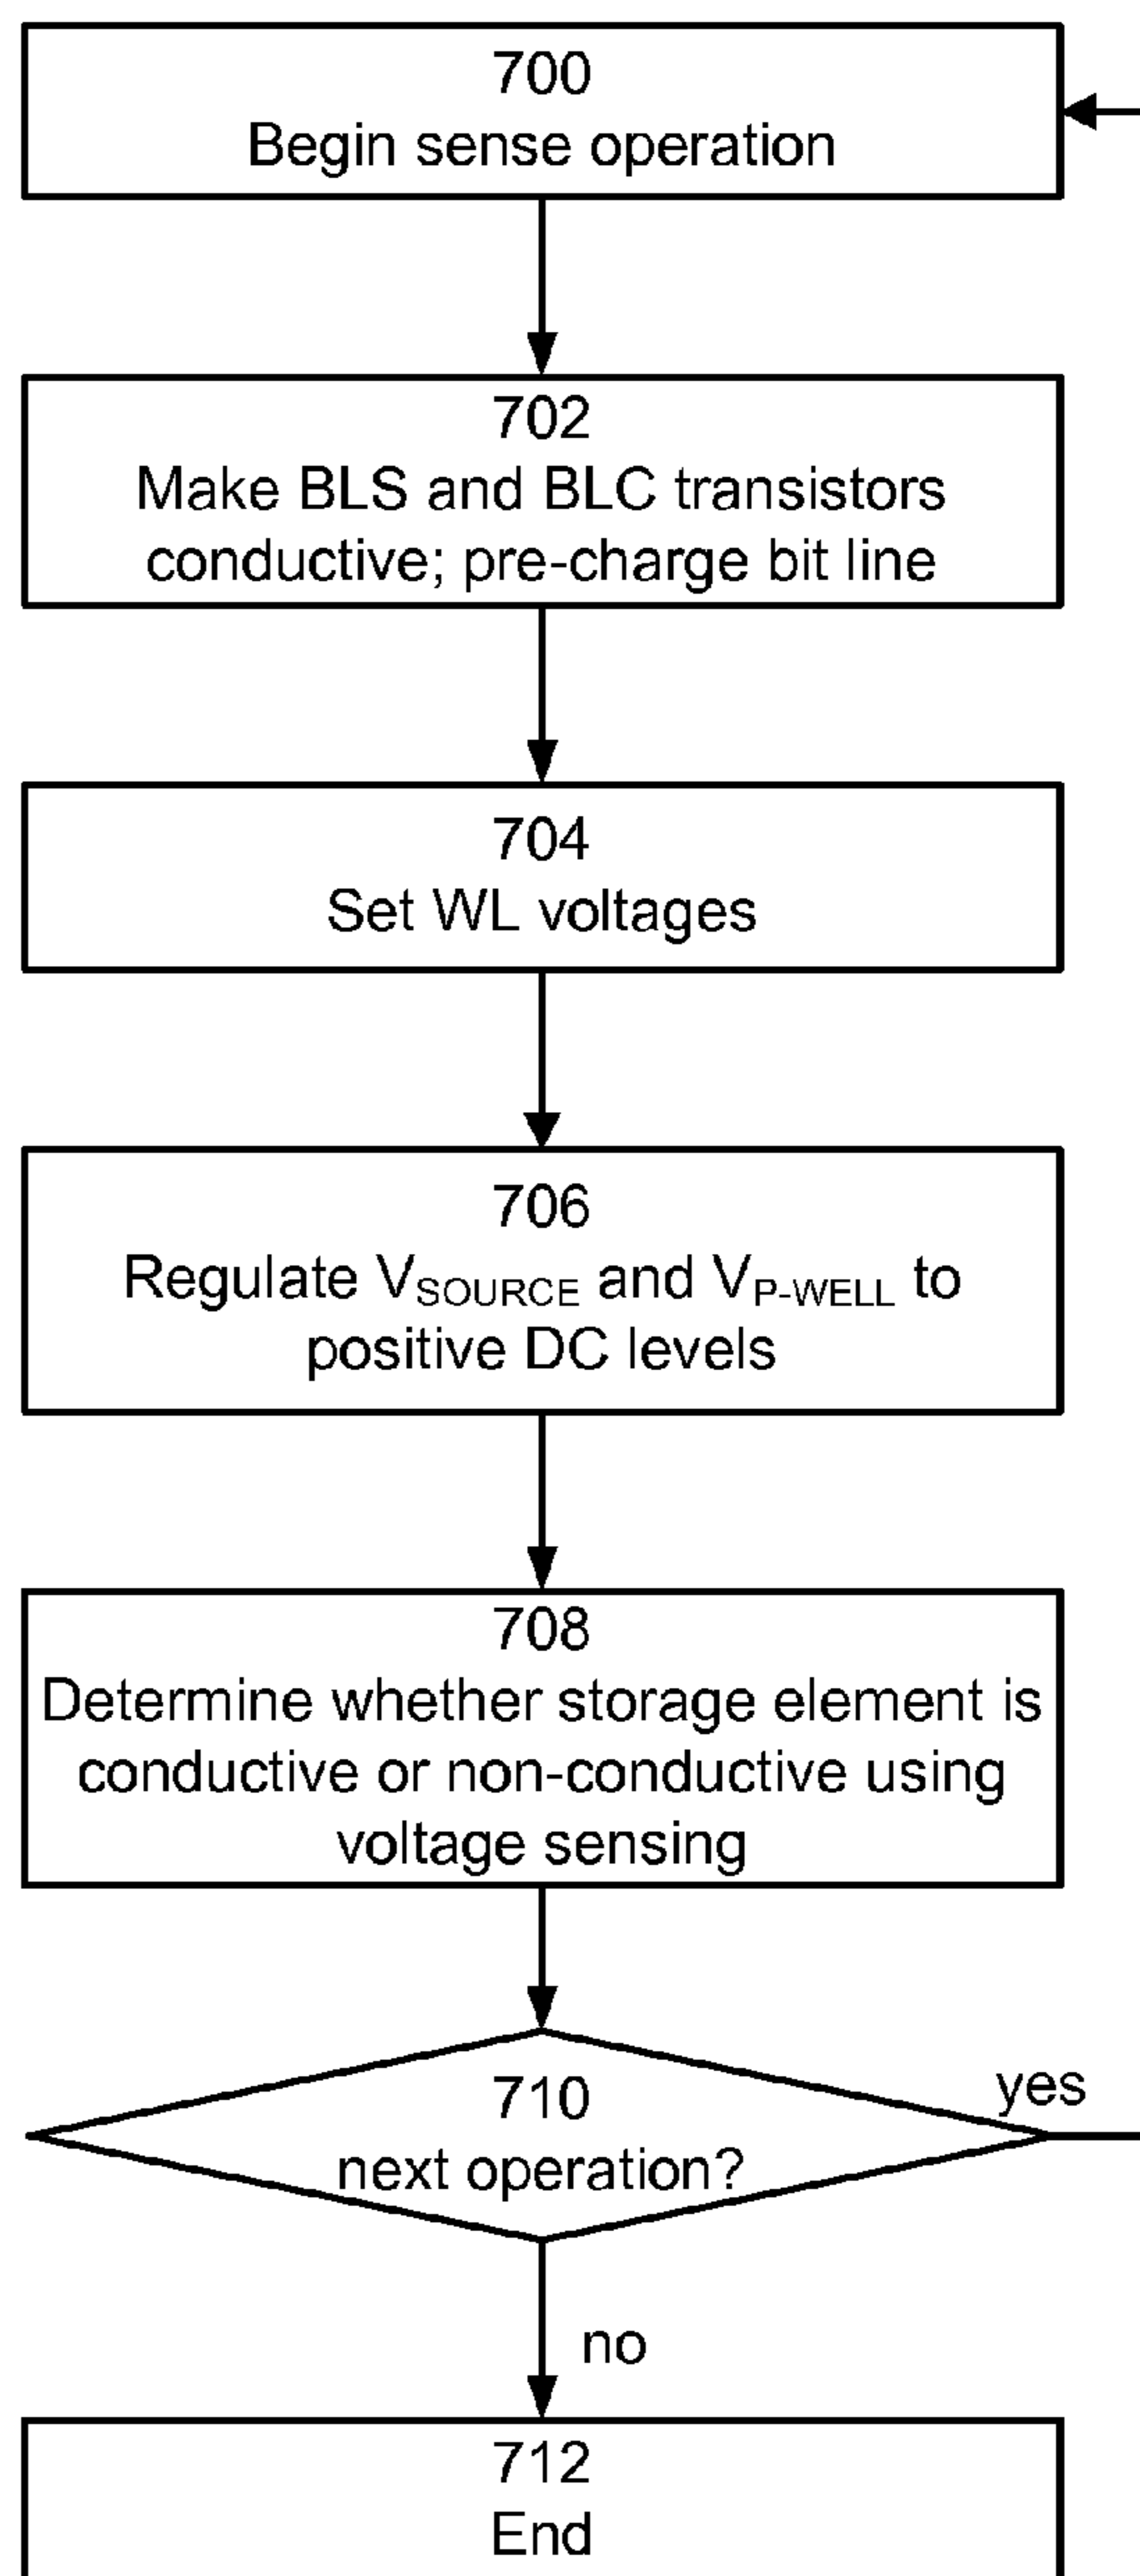 700
Begin sense operation
702
Make BLS and BLC transistors
conductive; pre-charge bit line
704
Set WL voltages
706
Regulate VSOURCE and VP-WELL to
positive DC levels
708
Determine whether storage element is
conductive or non-conductive using
voltage sensing
710
next operation?
yes
no
712
End